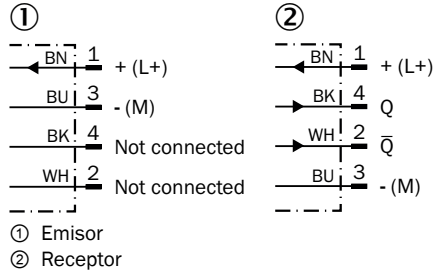 ① ②
BN 1 + (L+)
BU 3 - (M)
BK 4 Not connected
WH 2 Not connected
BN 1 + (L+)
BK 4 Q
WH 2 Q̅
BU 3 - (M)
① Emisor
② Receptor